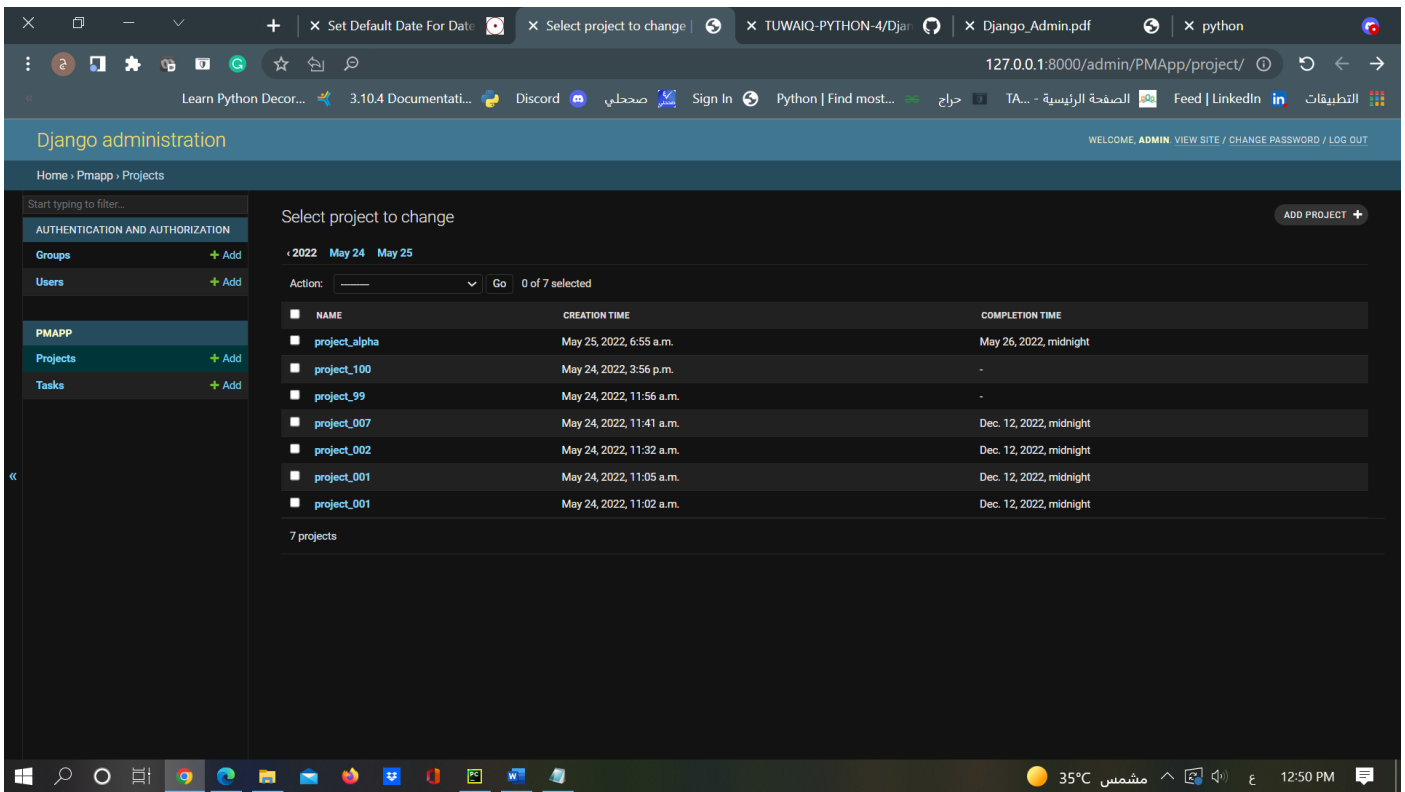 Set Default Date For Date
Select project to change |
TUWAIQ-PYTHON-4/Djan
Django_Admin.pdf
python
127.0.0.1:8000/admin/PMApp/project/
Learn Python Decor...
3.10.4 Documentati...
Discord
صححلي
Sign In
Python | Find most...
حراج
الصفحة الرئيسية - TA...
Feed | LinkedIn
التطبيقات
Django administration
WELCOME, ADMIN. VIEW SITE / CHANGE PASSWORD / LOG OUT
Home › Pmapp › Projects
Start typing to filter...
AUTHENTICATION AND AUTHORIZATION
Groups + Add
Users + Add
PMAPP
Projects + Add
Tasks + Add
«
Select project to change
ADD PROJECT +
‹ 2022 May 24 May 25
Action: --------- Go 0 of 7 selected
NAME CREATION TIME COMPLETION TIME
project_alpha May 25, 2022, 6:55 a.m. May 26, 2022, midnight
project_100 May 24, 2022, 3:56 p.m. -
project_99 May 24, 2022, 11:56 a.m. -
project_007 May 24, 2022, 11:41 a.m. Dec. 12, 2022, midnight
project_002 May 24, 2022, 11:32 a.m. Dec. 12, 2022, midnight
project_001 May 24, 2022, 11:05 a.m. Dec. 12, 2022, midnight
project_001 May 24, 2022, 11:02 a.m. Dec. 12, 2022, midnight
7 projects
35°C مشمس
ع
12:50 PM